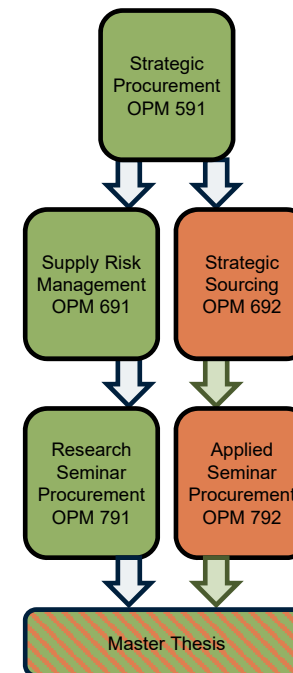 Strategic
Procurement
OPM 591
Supply Risk
Management
OPM 691
Strategic
Sourcing
OPM 692
Research
Seminar
Procurement
OPM 791
Applied
Seminar
Procurement
OPM 792
Master Thesis